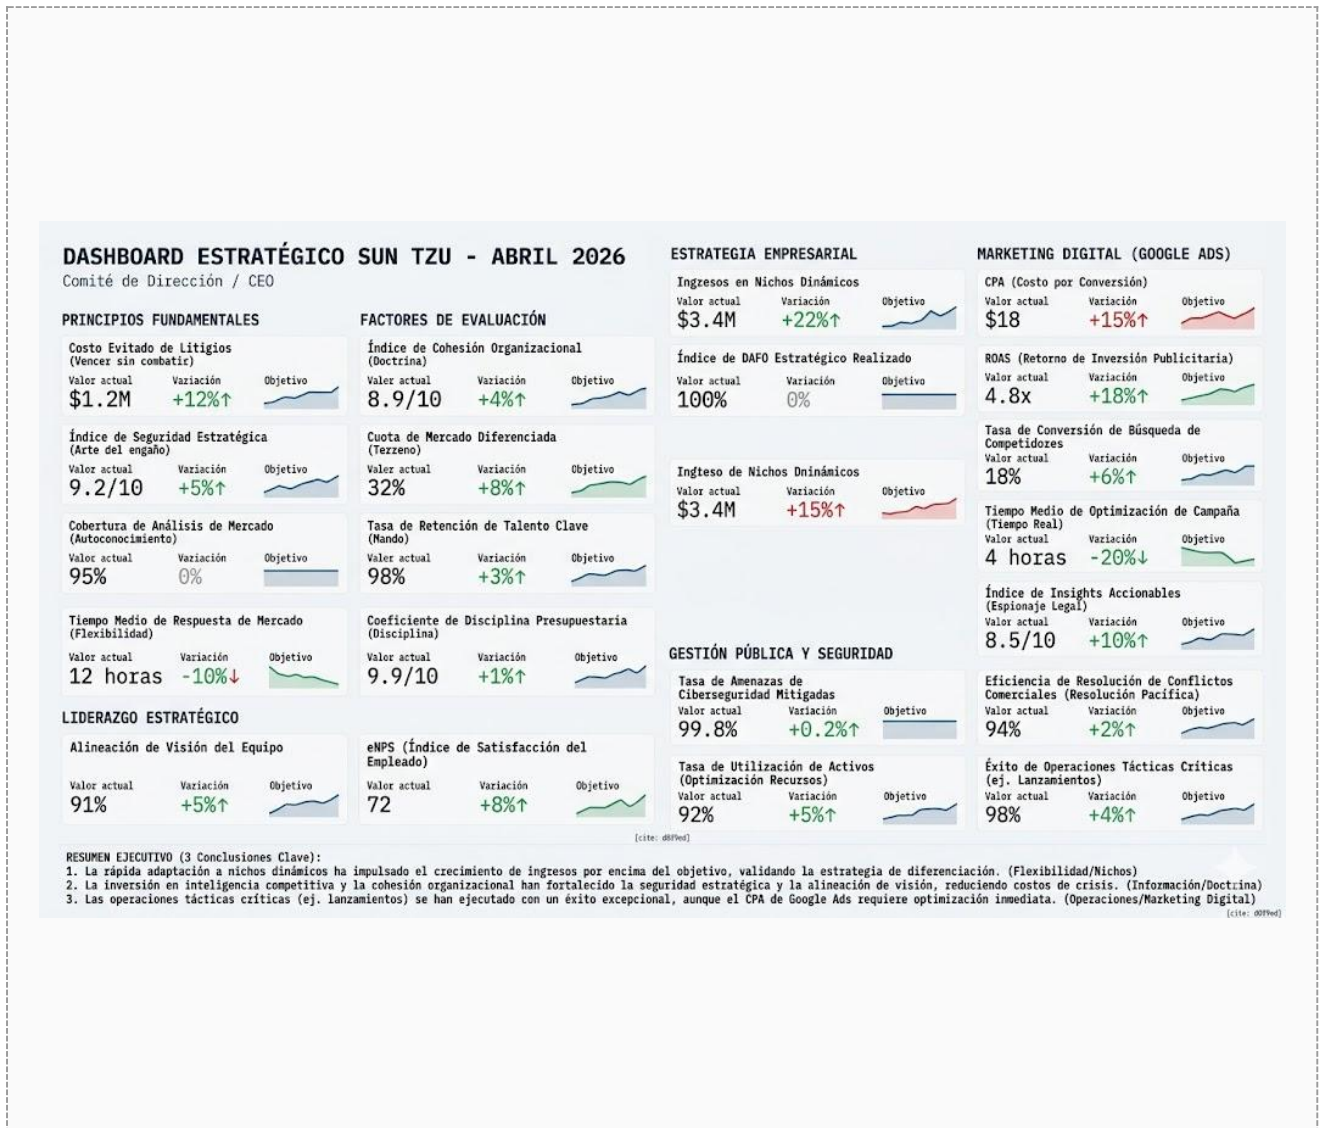 DASHBOARD ESTRATÉGICO SUN TZU - ABRIL 2026
Comité de Dirección / CEO
PRINCIPIOS FUNDAMENTALES
Costo Evitado de Litigios
(Vencer sin combatir)
Valor actual Variación Objetivo
$1.2M +12%↑
Índice de Seguridad Estratégica
(Arte del engaño)
Valor actual Variación Objetivo
9.2/10 +5%↑
Cobertura de Análisis de Mercado
(Autoconocimiento)
Valor actual Variación Objetivo
95% 0%
Tiempo Medio de Respuesta de Mercado
(Flexibilidad)
Valor actual Variación Objetivo
12 horas -10%↓
FACTORES DE EVALUACIÓN
Índice de Cohesión Organizacional
(Doctrina)
Valer actual Variación Objetivo
8.9/10 +4%↑
Cuota de Mercado Diferenciada
(Terzeno)
Valor actual Variación Objetivo
32% +8%↑
Tasa de Retención de Talento Clave
(Mando)
Valer actual Variación Objetivo
98% +3%↑
Coeficiente de Disciplina Presupuestaria
(Disciplina)
Valor actual Variación Objetivo
9.9/10 +1%↑
LIDERAZGO ESTRATÉGICO
Alineación de Visión del Equipo
Valor actual Variación Objetivo
91% +5%↑
eNPS (Índice de Satisfacción del
Empleado)
Valor actual Variación Objetivo
72 +8%↑
ESTRATEGIA EMPRESARIAL
Ingresos en Nichos Dinámicos
Valor actual Variación Objetivo
$3.4M +22%↑
Índice de DAFO Estratégico Realizado
Valor actual Variación Objetivo
100% 0%
Ingteso de Nichos Dninámicos
Valor actual Variación Objetivo
$3.4M +15%↑
GESTIÓN PÚBLICA Y SEGURIDAD
Tasa de Amenazas de
Ciberseguridad Mitigadas
Valor actual Variación Objetivo
99.8% +0.2%↑
Tasa de Utilización de Activos
(Optimización Recursos)
Valor actual Variación Objetivo
92% +5%↑
MARKETING DIGITAL (GOOGLE ADS)
CPA (Costo por Conversión)
Valor actual Variación Objetivo
$18 +15%↑
ROAS (Retorno de Inversión Publicitaria)
Valor actual Variación Objetivo
4.8x +18%↑
Tasa de Conversión de Búsqueda de
Competidores
Valor actual Variación Objetivo
18% +6%↑
Tiempo Medio de Optimización de Campaña
(Tiempo Real)
Valor actual Variación Objetivo
4 horas -20%↓
Índice de Insights Accionables
(Espionaje Legal)
Valor actual Variación Objetivo
8.5/10 +10%↑
Eficiencia de Resolución de Conflictos
Comerciales (Resolución Pacífica)
Valor actual Variación Objetivo
94% +2%↑
Éxito de Operaciones Tácticas Críticas
(ej. Lanzamientos)
Valor actual Variación Objetivo
98% +4%↑
RESUMEN EJECUTIVO (3 Conclusiones Clave):
1. La rápida adaptación a nichos dinámicos ha impulsado el crecimiento de ingresos por encima del objetivo, validando la estrategia de diferenciación. (Flexibilidad/Nichos)
2. La inversión en inteligencia competitiva y la cohesión organizacional han fortalecido la seguridad estratégica y la alineación de visión, reduciendo costos de crisis. (Información/Doctrina)
3. Las operaciones tácticas críticas (ej. lanzamientos) se han ejecutado con un éxito excepcional, aunque el CPA de Google Ads requiere optimización inmediata. (Operaciones/Marketing Digital)